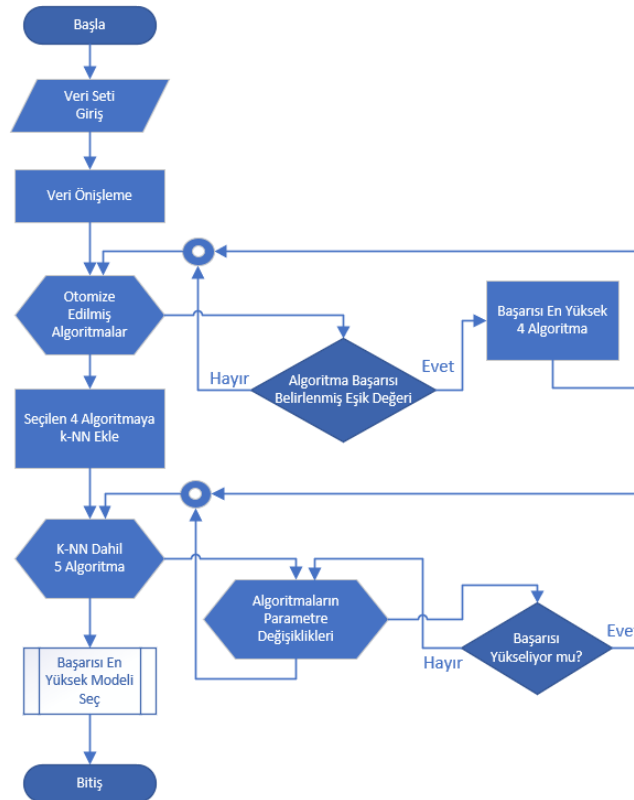 Başla
Veri Seti
Giriş
Veri Önişleme
Otomize
Edilmiş
Algoritmalar
Hayır
Algoritma Başarısı
Belirlenmiş Eşik Değeri
Evet
Başarısı En Yüksek
4 Algoritma
Seçilen 4 Algoritmaya
k-NN Ekle
K-NN Dahil
5 Algoritma
Algoritmaların
Parametre
Değişiklikleri
Hayır
Başarısı
Yükseliyor mu?
Evet
Başarısı En
Yüksek Modeli
Seç
Bitiş